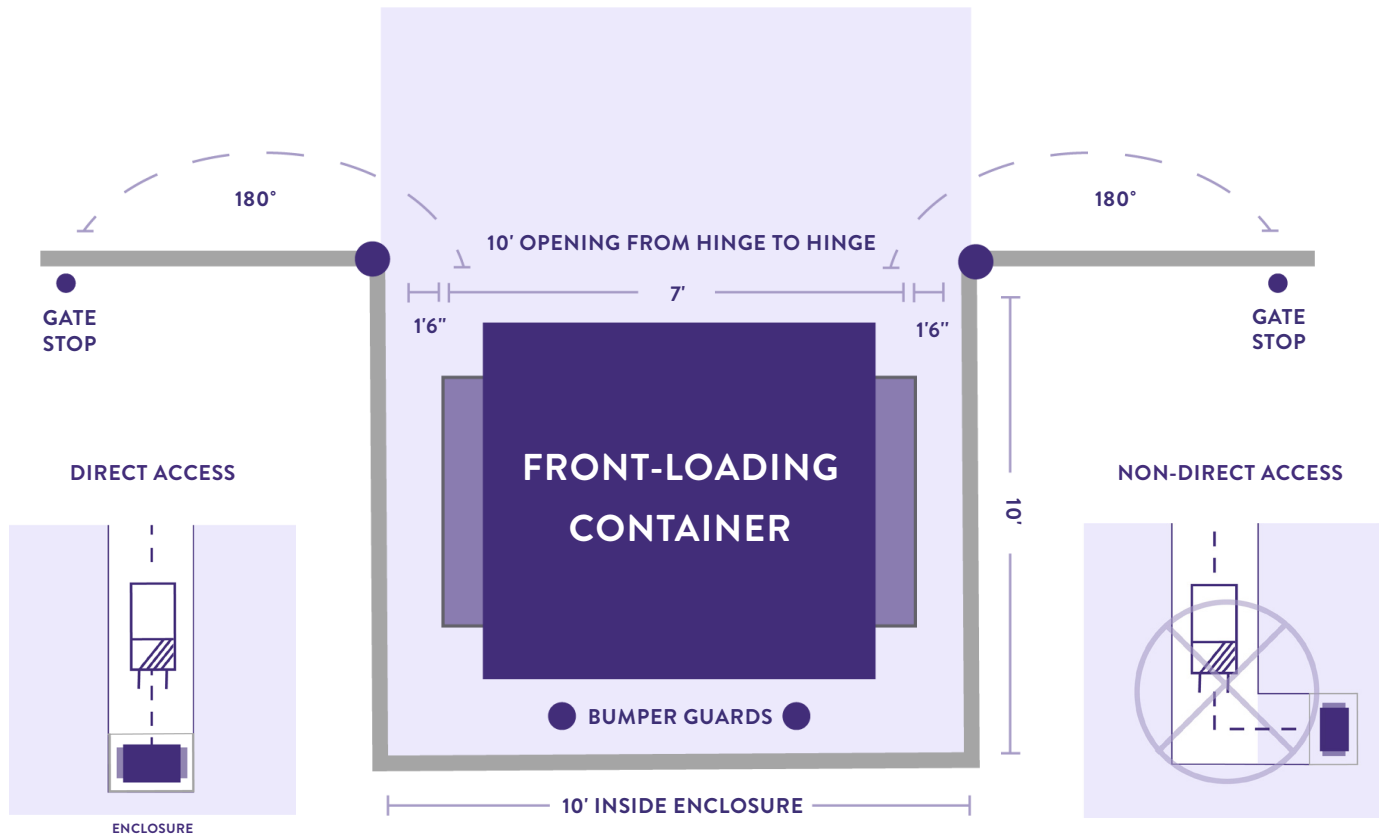 180°
180°
10' OPENING FROM HINGE TO HINGE
7'
1'6"
1'6"
GATE
STOP
GATE
STOP
DIRECT ACCESS
FRONT-LOADING
CONTAINER
10'
NON-DIRECT ACCESS
BUMPER GUARDS
10' INSIDE ENCLOSURE
ENCLOSURE